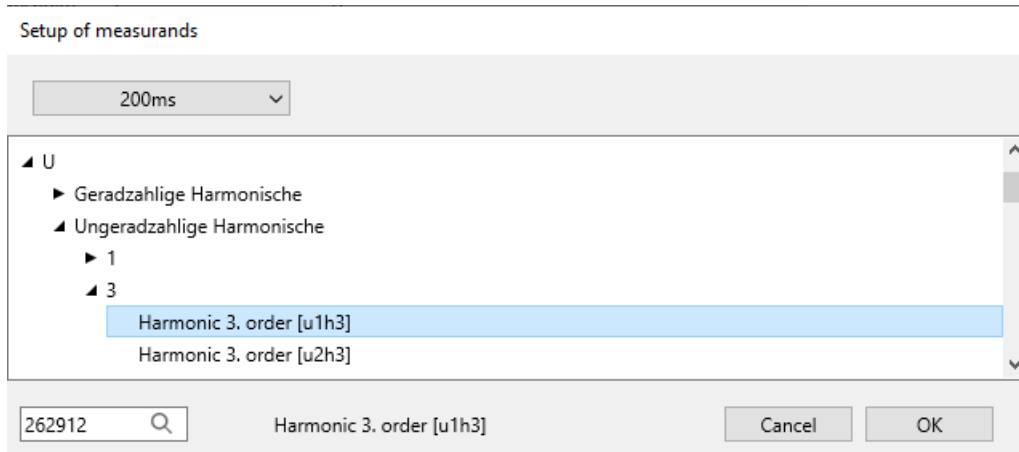 Setup of measurands
200ms
U
Geradzahlige Harmonische
Ungeradzahlige Harmonische
1
3
Harmonic 3. order [u1h3]
Harmonic 3. order [u2h3]
262912 Harmonic 3. order [u1h3] Cancel OK